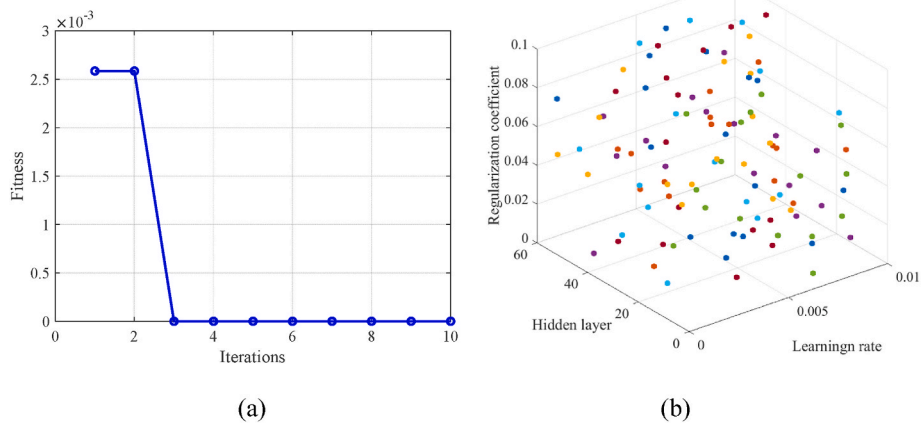 ×10⁻³
3
2.5
2
1.5
1
0.5
0
0 2 4 6 8 10
Fitness
Iterations
(a)
0.1
0.08
0.06
0.04
0.02
0
Regularization coefficient
60
40
20
0
Hidden layer
0
0.005
0.01
Learningn rate
(b)